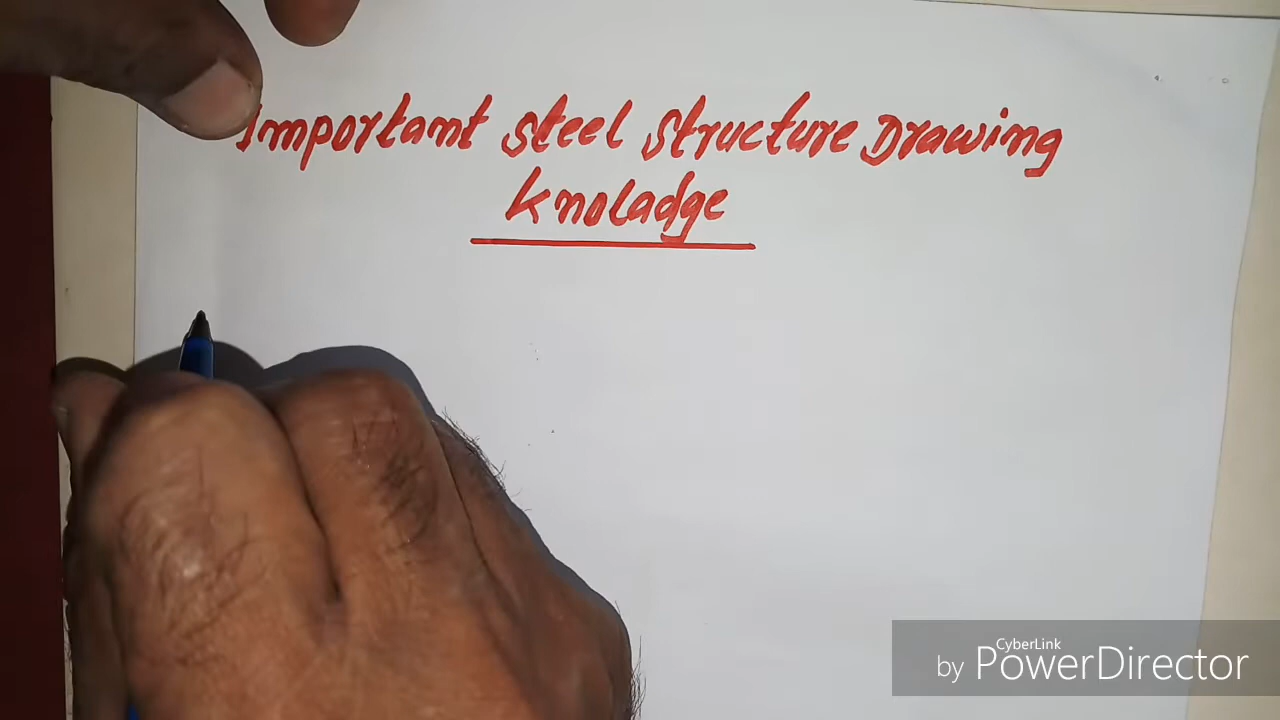 Important Steel Structure Drawing
Knoladge
CyberLink
by PowerDirector